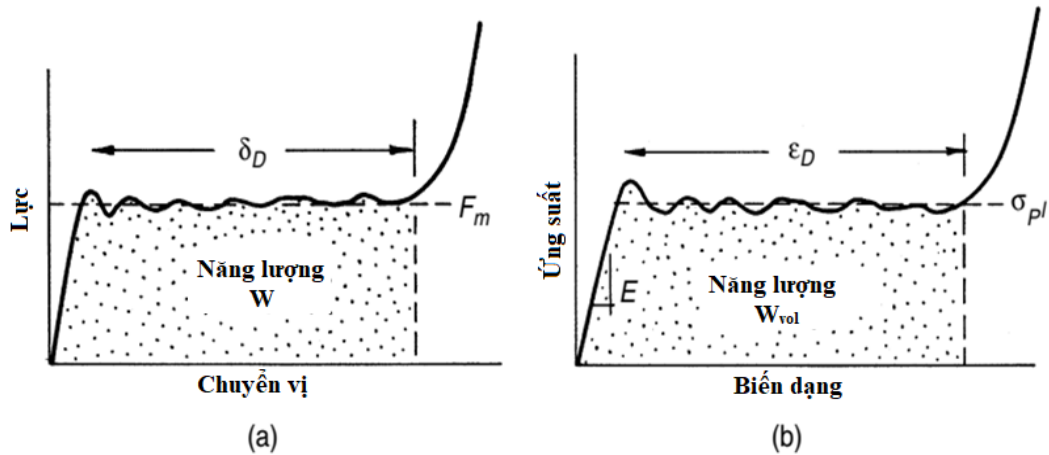 Lực
δD
Fm
Năng lượng
W
Chuyển vị
(a)
Ứng suất
εD
σPl
E
Năng lượng
Wvol
Biến dạng
(b)